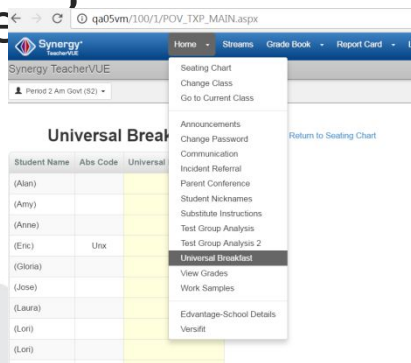 qa05vm/100/1/POV_TXP_MAIN.aspx
Synergy
TeacherVUE
Home Streams Grade Book Report Card
Synergy TeacherVUE
Period 2 Am Govt (S2)
Seating Chart
Change Class
Go to Current Class
Announcements
Change Password
Communication
Incident Referral
Parent Conference
Student Nicknames
Substitute Instructions
Test Group Analysis
Test Group Analysis 2
Universal Breakfast
View Grades
Work Samples
Edvantage-School Details
Versifit
Universal Break
Return to Seating Chart
Student Name Abs Code Universal
(Alan)
(Amy)
(Anne)
(Eric) Unx
(Gloria)
(Jose)
(Laura)
(Lori)
(Lori)